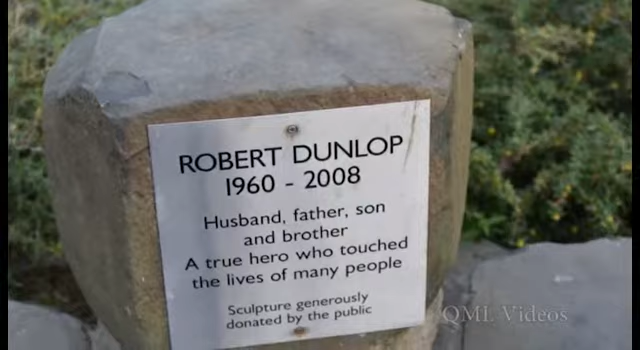 ROBERT DUNLOP
1960 - 2008
Husband, father, son
and brother
A true hero who touched
the lives of many people
Sculpture generously
donated by the public
QML Videos